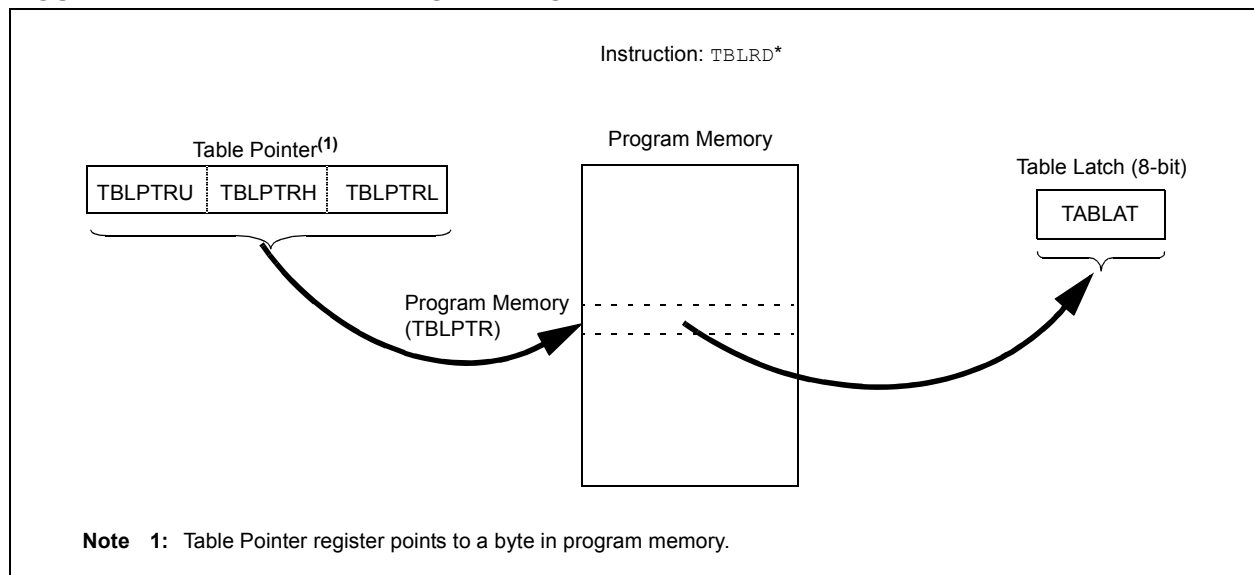 Instruction: TBLRD*
Table Pointer(1)
TBLPTRU TBLPTRH TBLPTRL
Program Memory
Table Latch (8-bit)
TABLAT
Program Memory
(TBLPTR)
Note 1: Table Pointer register points to a byte in program memory.